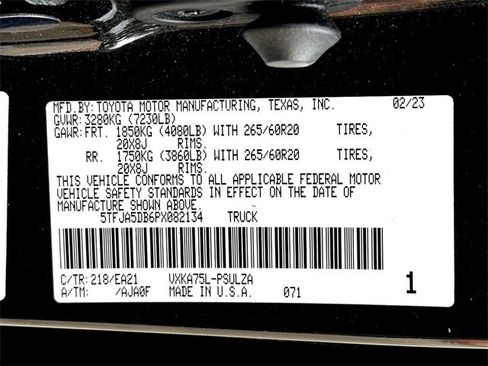 MFD.BY:TOYOTA MOTOR MANUFACTURING, TEXAS, INC. 02/23
GVWR: 3280KG (7230LB)
GAWR:FRT. 1850KG (4080LB) WITH 265/60R20 TIRES,
20X8J RIMS.
RR. 1750KG (3860LB) WITH 265/60R20 TIRES,
20X8J RIMS.
THIS VEHICLE CONFORMS TO ALL APPLICABLE FEDERAL MOTOR
VEHICLE SAFETY STANDARDS IN EFFECT ON THE DATE OF
MANUFACTURE SHOWN ABOVE.
5TFJA5DB6PX082134 TRUCK
C/TR:218/EA21 VXKA75L-PSULZA
A/TM: /AJA0F MADE IN U.S.A. 071 1